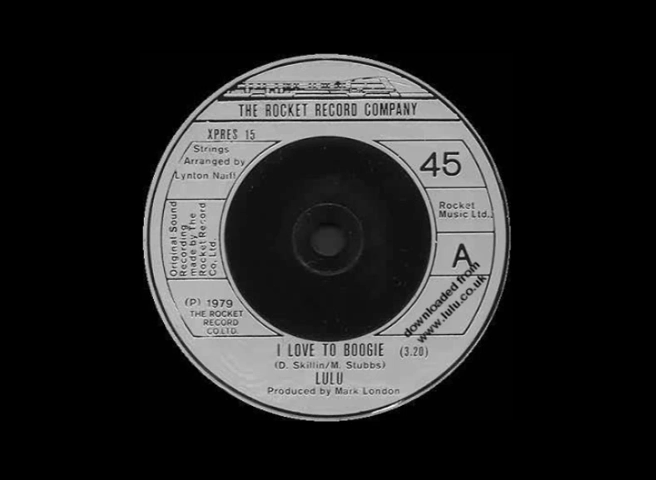 THE ROCKET RECORD COMPANY
XPRES 15
Strings
Arranged by
Lynton Naiff
45
Rocket
Music Ltd.
Original Sound
Recording
made by The
Rocket Record
Co. Ltd.
A
(P) 1979
THE ROCKET
RECORD
CO.LTD.
downloaded from
www.lulu.co.uk
I LOVE TO BOOGIE (3.20)
(D. Skillin/M. Stubbs)
LULU
Produced by Mark London